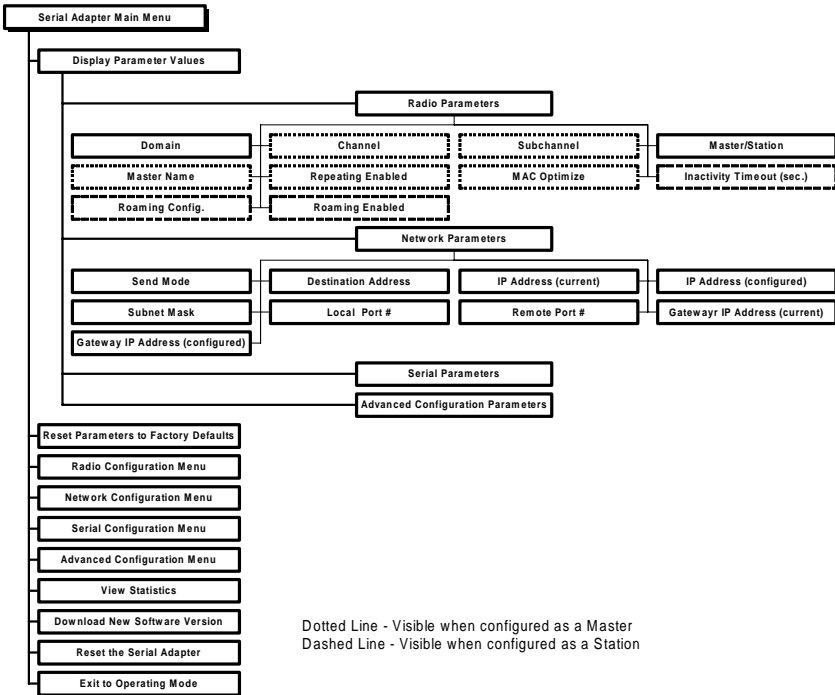 Serial Adapter Main Menu
Display Parameter Values
Radio Parameters
Domain
Channel
Subchannel
Master/Station
Master Name
Repeating Enabled
MAC Optimize
Inactivity Timeout (sec.)
Roaming Config.
Roaming Enabled
Network Parameters
Send Mode
Destination Address
IP Address (current)
IP Address (configured)
Subnet Mask
Local Port #
Remote Port #
Gatewayr IP Address (current)
Gateway IP Address (configured)
Serial Parameters
Advanced Configuration Parameters
Reset Parameters to Factory Defaults
Radio Configuration Menu
Network Configuration Menu
Serial Configuration Menu
Advanced Configuration Menu
View Statistics
Download New Software Version
Reset the Serial Adapter
Exit to Operating Mode
Dotted Line - Visible when configured as a Master
Dashed Line - Visible when configured as a Station